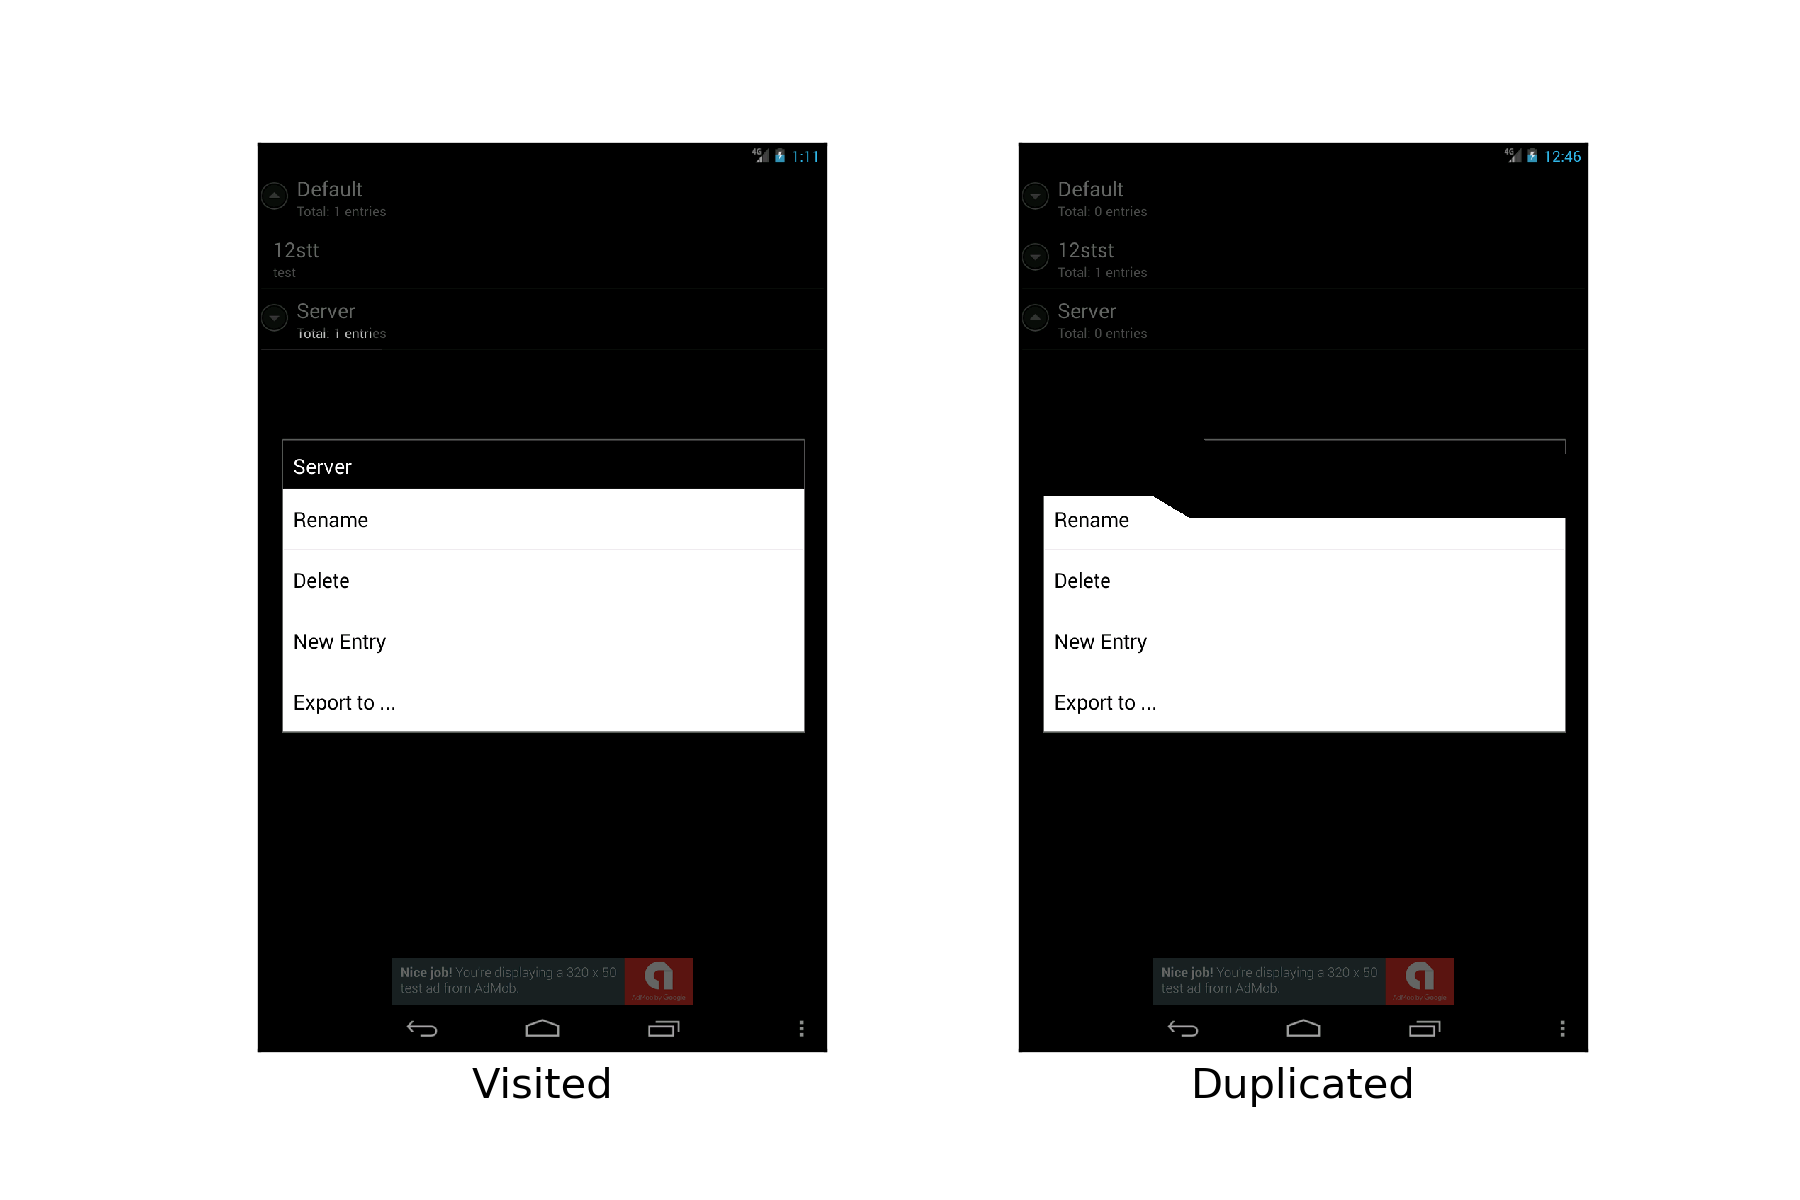 4G 1:11
Default
Total: 1 entries
12stt
test
Server
Total: 1 entries
Server
Rename
Delete
New Entry
Export to ...
Nice job! You're displaying a 320 x 50
test ad from AdMob.
AdMob by Google
Visited
4G 12:46
Default
Total: 0 entries
12stst
Total: 1 entries
Server
Total: 0 entries
Rename
Delete
New Entry
Export to ...
Nice job! You're displaying a 320 x 50
test ad from AdMob.
AdMob by Google
Duplicated